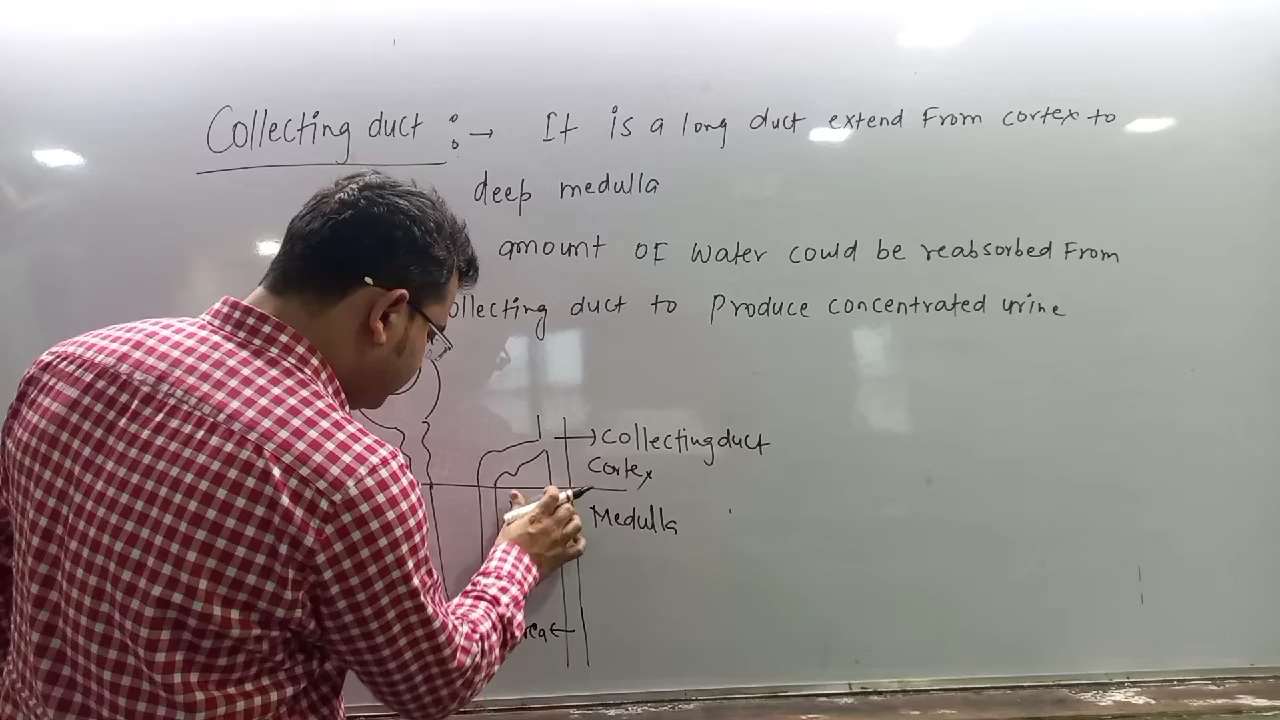 Collecting duct :→ It is a long duct extend From cortex to
deep medulla
amount OF water could be reabsorbed From
ollecting duct to Produce concentrated urine
→ Collecting duct
Cortex
Medulla